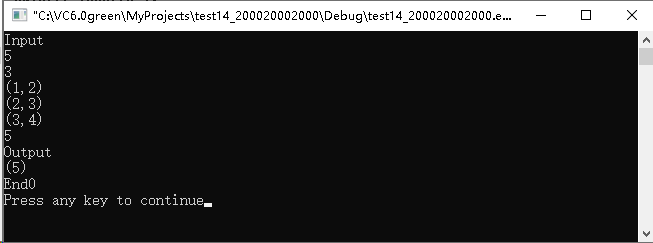 "C:\VC6.0green\MyProjects\test14_200020002000\Debug\test14_200020002000.e...
Input
5
3
(1,2)
(2,3)
(3,4)
5
Output
(5)
End0
Press any key to continue